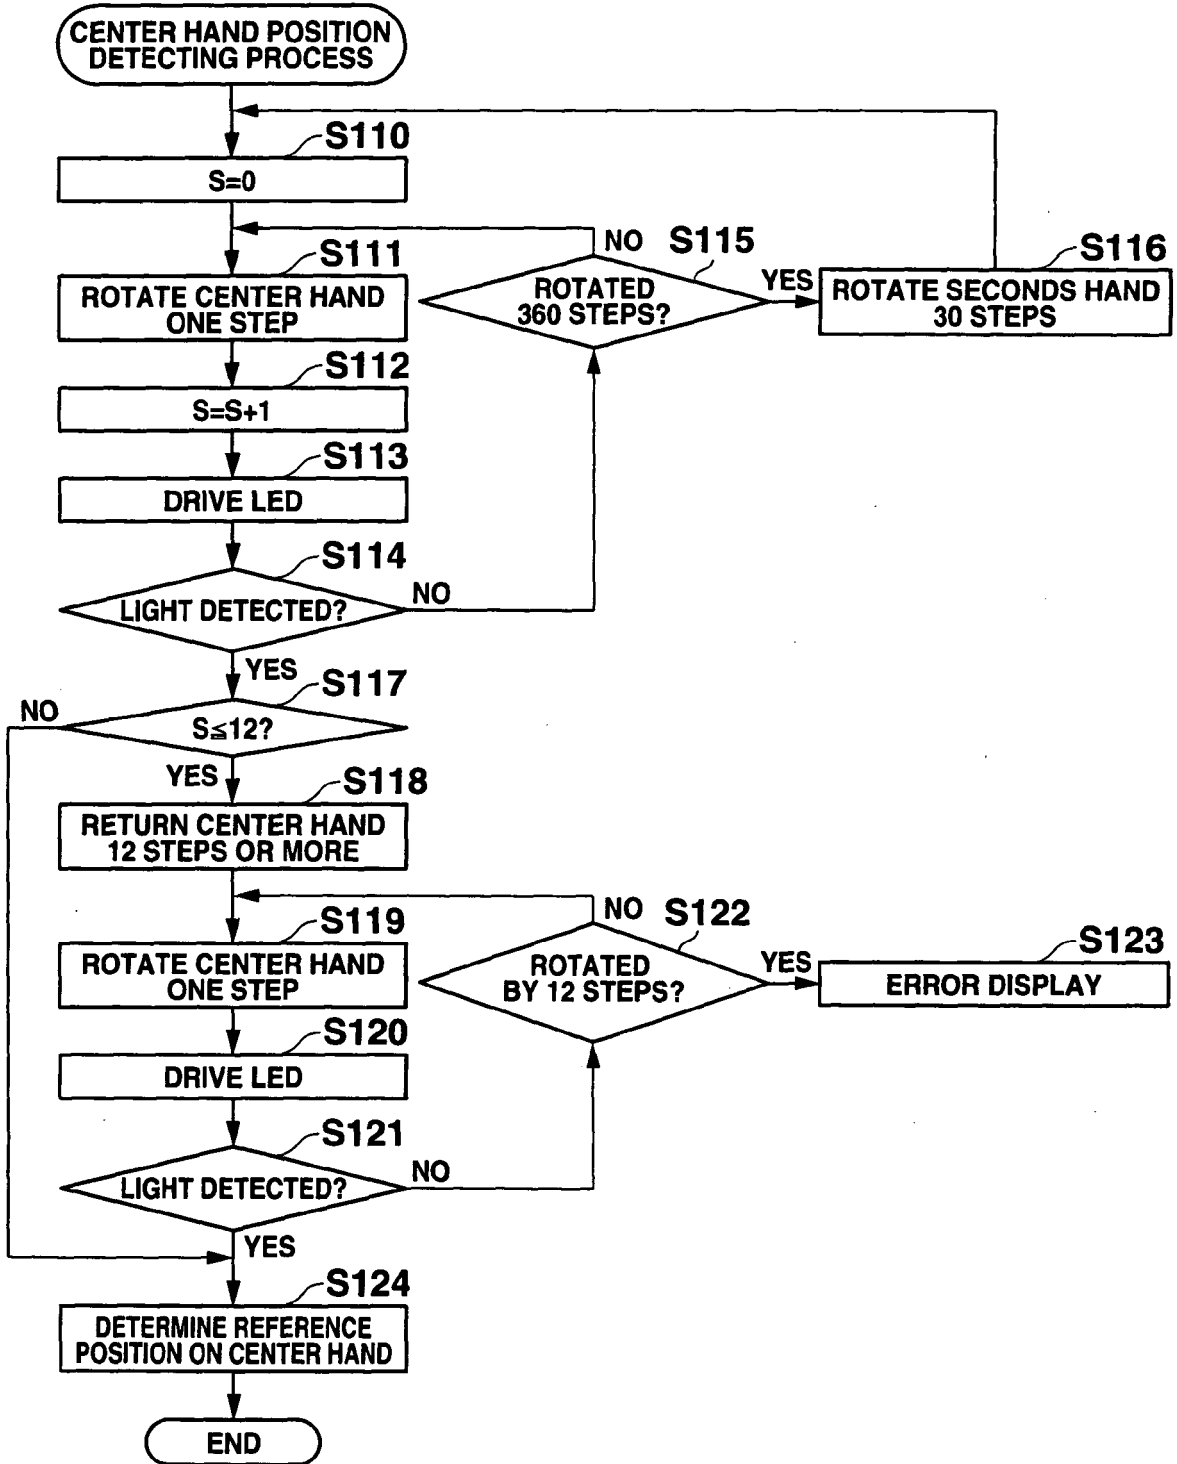 CENTER HAND POSITION
DETECTING PROCESS
S110
S=0
S111
ROTATE CENTER HAND
ONE STEP
NO
S115
ROTATED
360 STEPS?
YES
S116
ROTATE SECONDS HAND
30 STEPS
S112
S=S+1
S113
DRIVE LED
S114
LIGHT DETECTED?
NO
YES
S117
S≦12?
NO
YES
S118
RETURN CENTER HAND
12 STEPS OR MORE
S119
ROTATE CENTER HAND
ONE STEP
NO
S122
ROTATED
BY 12 STEPS?
YES
S123
ERROR DISPLAY
S120
DRIVE LED
S121
LIGHT DETECTED?
NO
YES
S124
DETERMINE REFERENCE
POSITION ON CENTER HAND
END